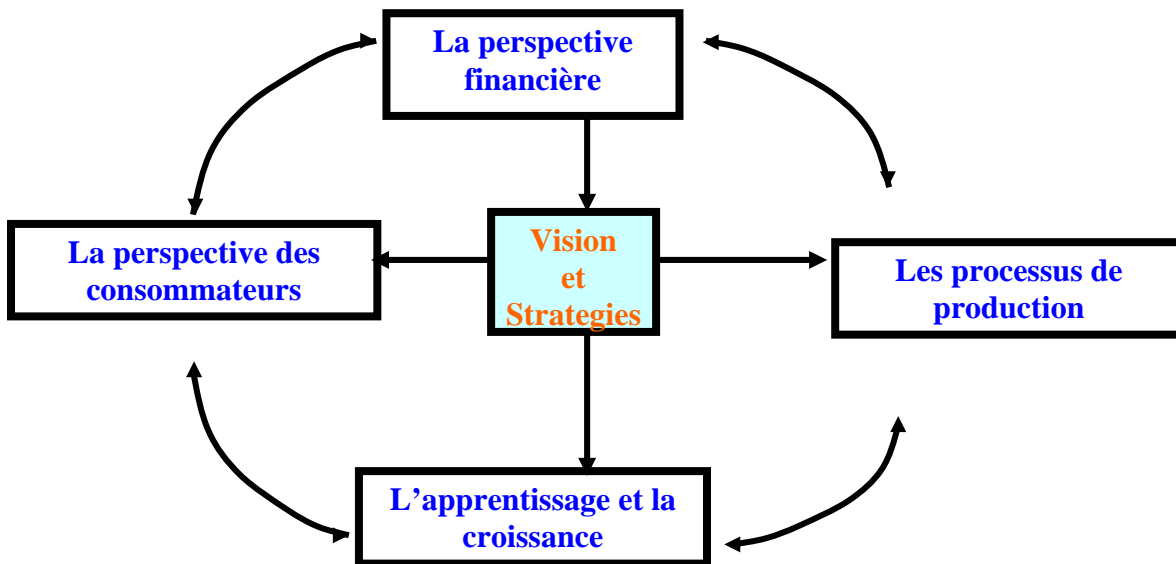 La perspective
financière
La perspective des
consommateurs
Vision
et
Strategies
Les processus de
production
L’apprentissage et la
croissance